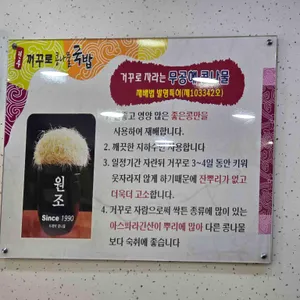 거꾸로 콩나물 국밥
거꾸로 자라는 무공해 콩나물
재배법 발명특허(제103342호)
영양 많은 좋은콩만을
사용하여 재배합니다.
2. 깨끗한 지하수만 사용합니다
3. 일정기간 자란뒤 거꾸로 3~4일 동안 키워
웃자라지 않게 하기때문에 잔뿌리가 없고
더욱더 고소합니다.
4. 거꾸로 자람으로써 싹튼 종류에 많이 있는
아스파라긴산이 뿌리에 많아 다른 콩나물
보다 숙취에 좋습니다
원조
Since 1990